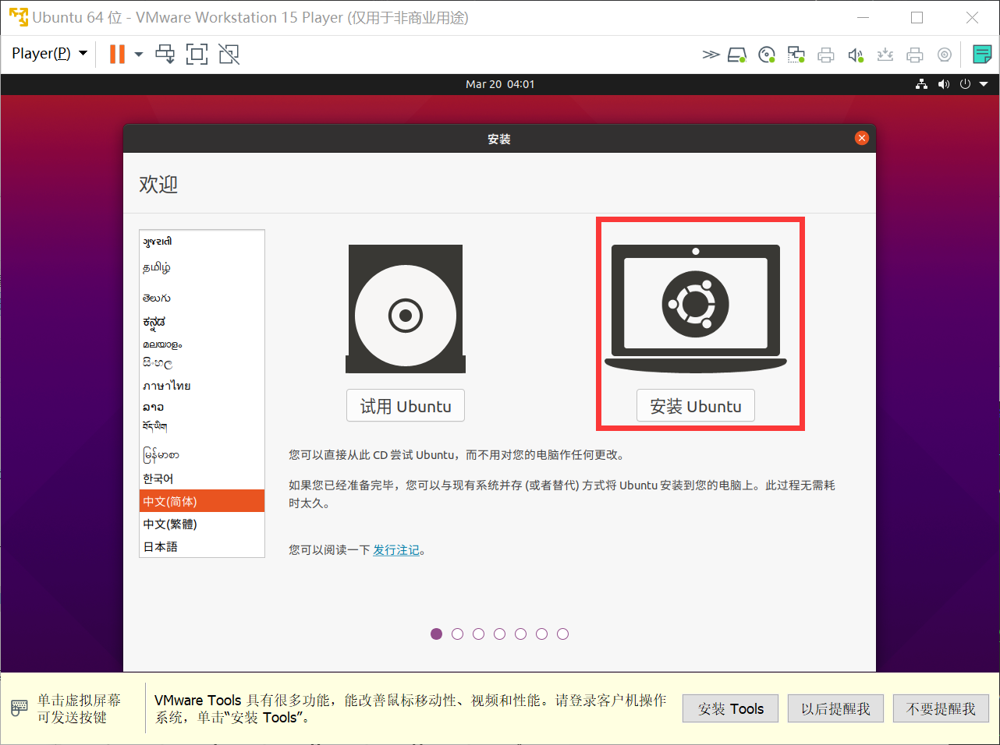 Ubuntu 64 位 - VMware Workstation 15 Player (仅用于非商业用途)
Player(P)
Mar 20 04:01
安装
欢迎
ગુજરાતી
தமிழ்
తెలుగు
ಕನ್ನಡ
മലയാളം
සිංහල
ภาษาไทย
ລາວ
བོད་ཡིག
မြန်မာစာ
한국어
中文(简体)
中文(繁體)
日本語
试用 Ubuntu
安装 Ubuntu
您可以直接从此 CD 尝试 Ubuntu，而不用对您的电脑作任何更改。
如果您已经准备完毕，您可以与现有系统并存 (或者替代) 方式将 Ubuntu 安装到您的电脑上。此过程无需耗
时太久。
您可以阅读一下 发行注记。
单击虚拟屏幕
可发送按键
VMware Tools 具有很多功能，能改善鼠标移动性、视频和性能。请登录客户机操作
系统，单击“安装 Tools”。
安装 Tools
以后提醒我
不要提醒我